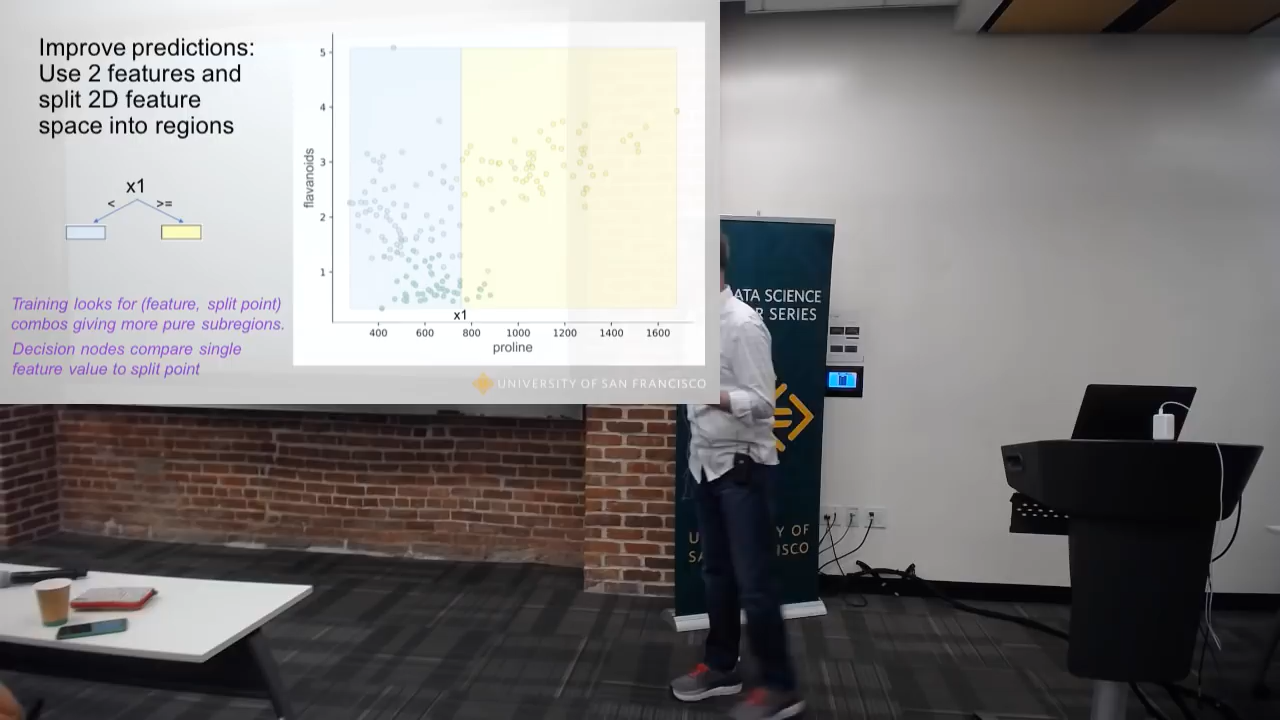 Improve predictions:
Use 2 features and
split 2D feature
space into regions
x1
< >=
Training looks for (feature, split point)
combos giving more pure subregions.
Decision nodes compare single
feature value to split point
flavanoids
5
4
3
2
1
x1
400 600 800 1000 1200 1400 1600
proline
UNIVERSITY OF SAN FRANCISCO
ATA SCIENCE
R SERIES
U Y OF
SA ISCO